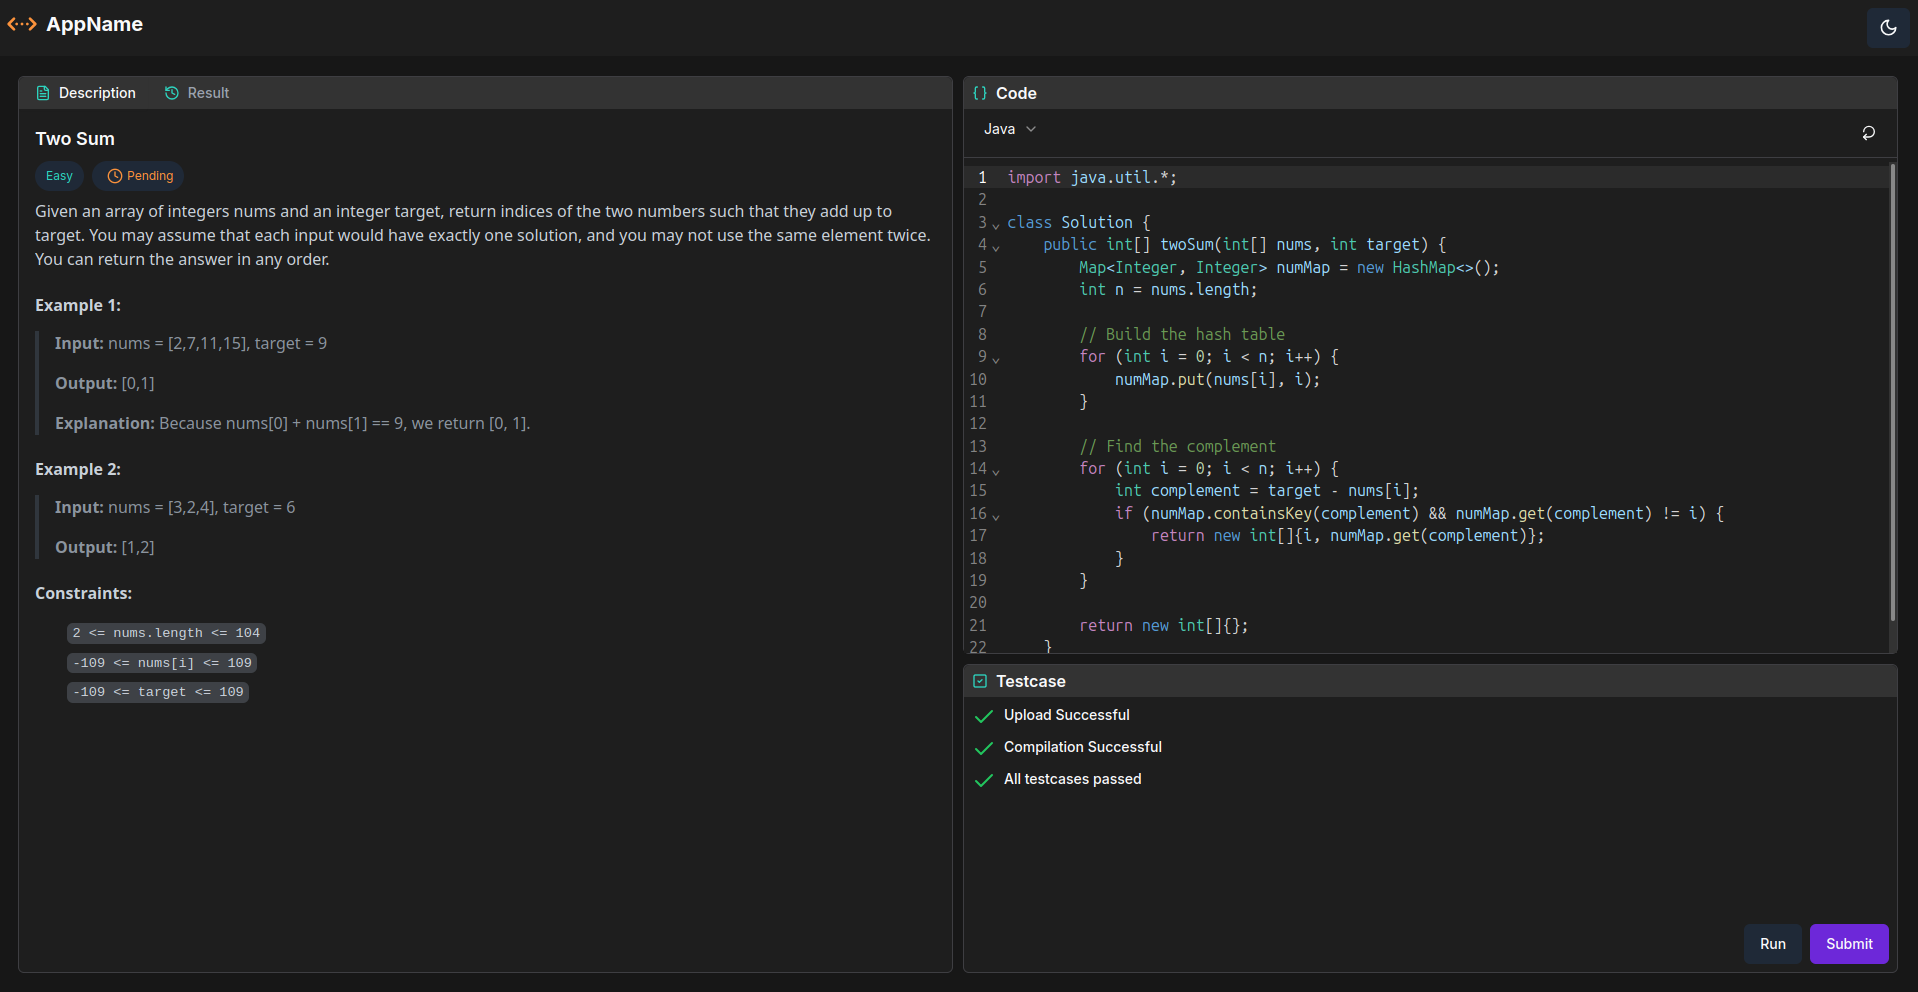 AppName
Description Result
Two Sum
Easy Pending
Given an array of integers nums and an integer target, return indices of the two numbers such that they add up to
target. You may assume that each input would have exactly one solution, and you may not use the same element twice.
You can return the answer in any order.
Example 1:
Input: nums = [2,7,11,15], target = 9
Output: [0,1]
Explanation: Because nums[0] + nums[1] == 9, we return [0, 1].
Example 2:
Input: nums = [3,2,4], target = 6
Output: [1,2]
Constraints:
2 <= nums.length <= 104
-109 <= nums[i] <= 109
-109 <= target <= 109
{} Code
Java
1 import java.util.*;
2
3 class Solution {
4     public int[] twoSum(int[] nums, int target) {
5         Map<Integer, Integer> numMap = new HashMap<>();
6         int n = nums.length;
7
8         // Build the hash table
9         for (int i = 0; i < n; i++) {
10             numMap.put(nums[i], i);
11         }
12
13         // Find the complement
14         for (int i = 0; i < n; i++) {
15             int complement = target - nums[i];
16             if (numMap.containsKey(complement) && numMap.get(complement) != i) {
17                 return new int[]{i, numMap.get(complement)};
18             }
19         }
20
21         return new int[]{};
22     }
Testcase
Upload Successful
Compilation Successful
All testcases passed
Run Submit